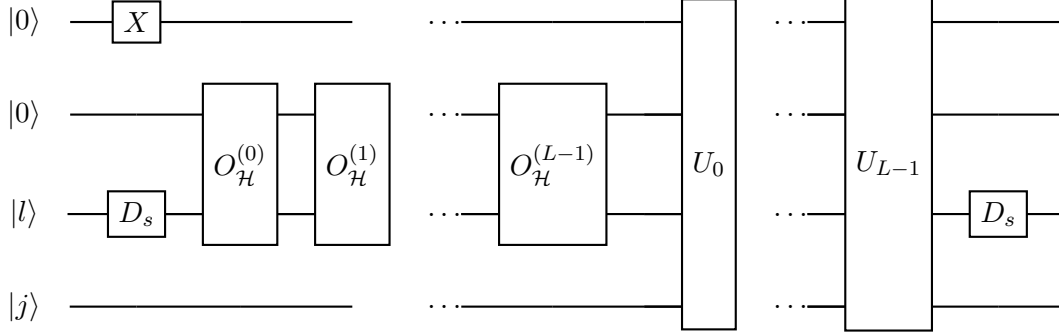 |0⟩ X ··· ···
|0⟩ O_ℋ^(0) O_ℋ^(1) ··· O_ℋ^(L−1) U_0 ··· U_{L−1}
|l⟩ D_s ··· ··· D_s
|j⟩ ··· ···